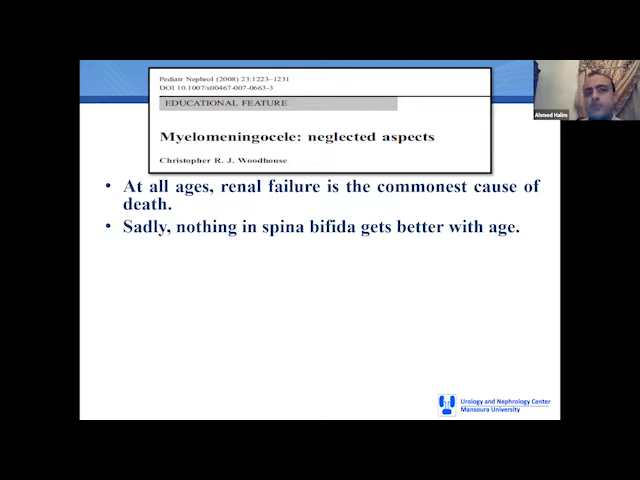 Pediatr Nephrol (2008) 23:1223–1231
DOI 10.1007/s00467-007-0663-3
EDUCATIONAL FEATURE
Myelomeningocele: neglected aspects
Christopher R. J. Woodhouse
Ahmed Halim
• At all ages, renal failure is the commonest cause of
death.
• Sadly, nothing in spina bifida gets better with age.
Urology and Nephrology Center
Mansoura University